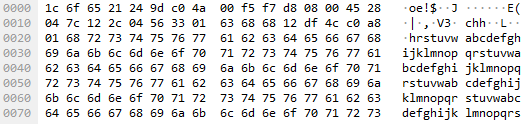 0000 1c 6f 65 21 24 9d c0 4a 00 f5 f7 d8 08 00 45 28 ·oe!$··J ······E(
0010 04 7c 12 2c 04 56 33 01 63 68 68 12 df 4c c0 a8 ·|·,·V3· chh··L··
0020 01 68 72 73 74 75 76 77 61 62 63 64 65 66 67 68 ·hrstuvw abcdefgh
0030 69 6a 6b 6c 6d 6e 6f 70 71 72 73 74 75 76 77 61 ijklmnop qrstuvwa
0040 62 63 64 65 66 67 68 69 6a 6b 6c 6d 6e 6f 70 71 bcdefghi jklmnopq
0050 72 73 74 75 76 77 61 62 63 64 65 66 67 68 69 6a rstuvwab cdefghij
0060 6b 6c 6d 6e 6f 70 71 72 73 74 75 76 77 61 62 63 klmnopqr stuvwabc
0070 64 65 66 67 68 69 6a 6b 6c 6d 6e 6f 70 71 72 73 defghijk lmnopqrs